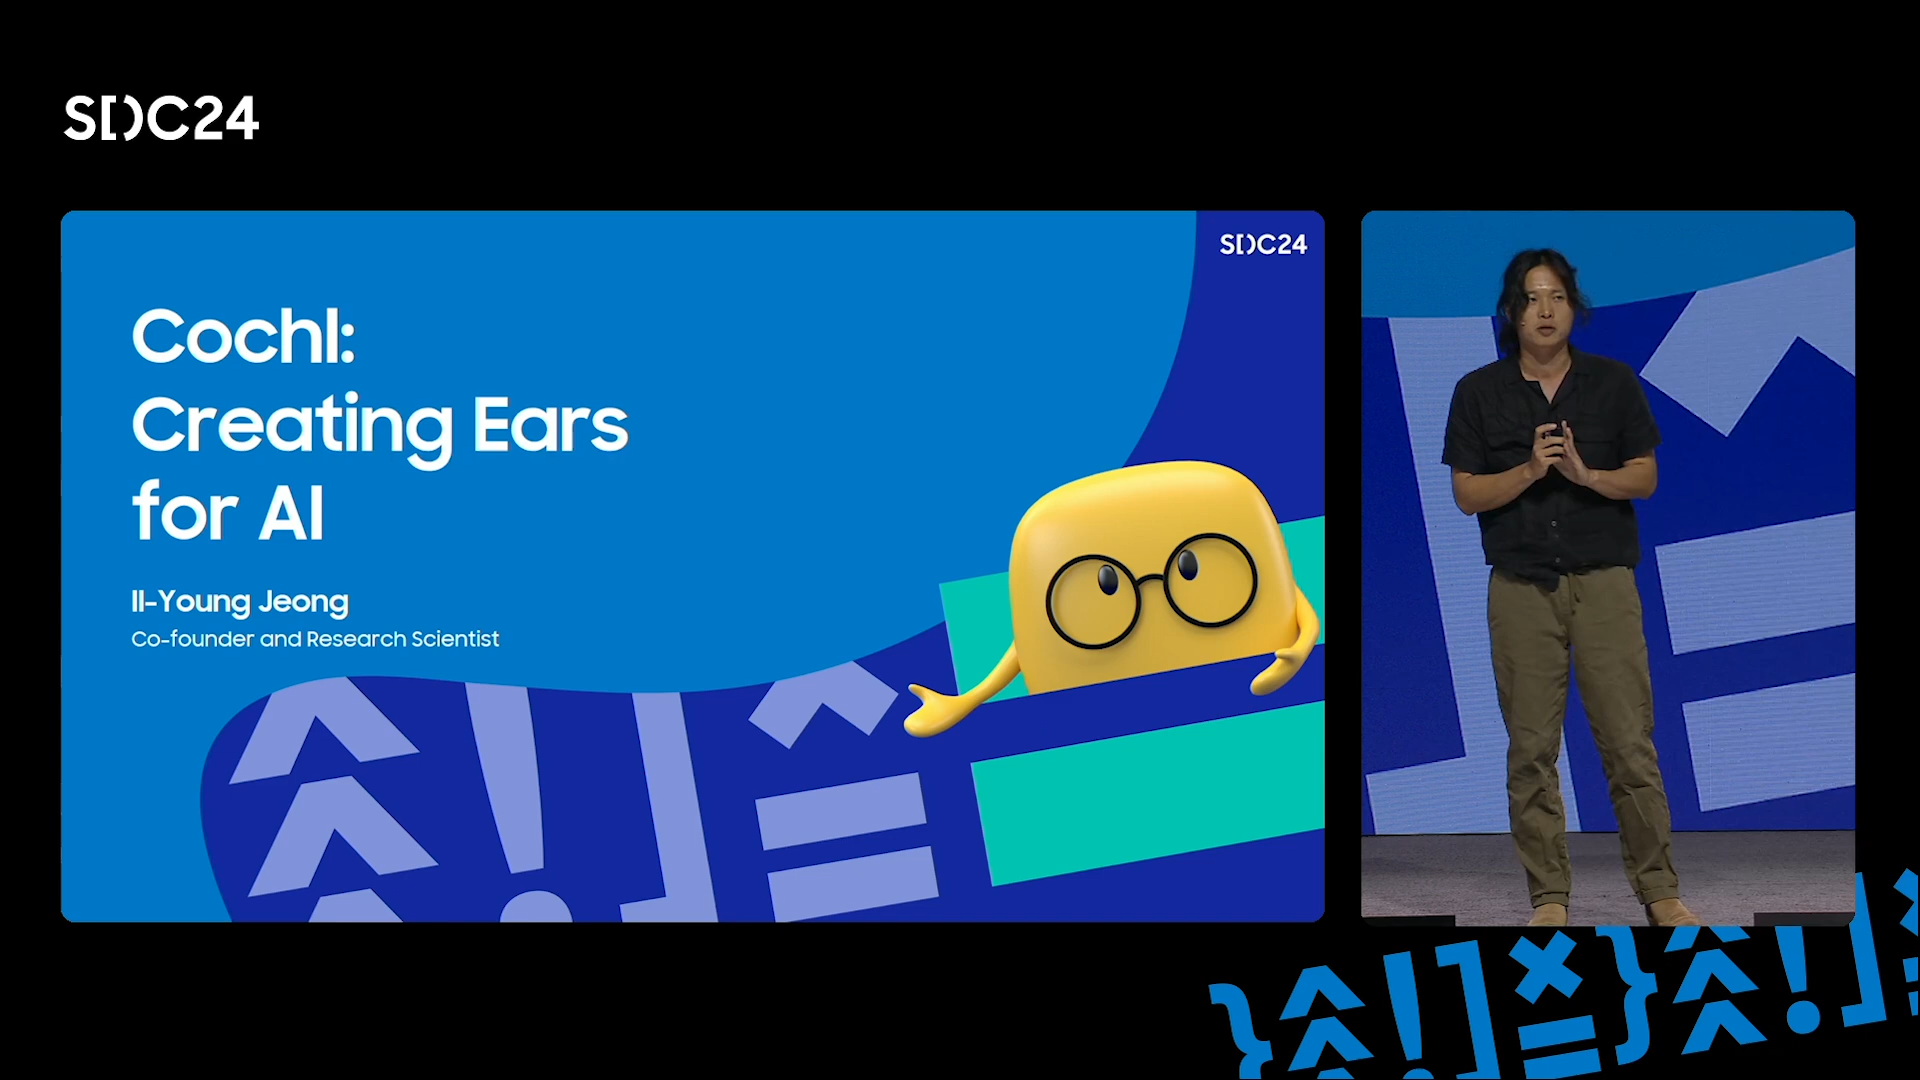 SDC24
SDC24
Cochl:
Creating Ears
for AI
Il-Young Jeong
Co-founder and Research Scientist